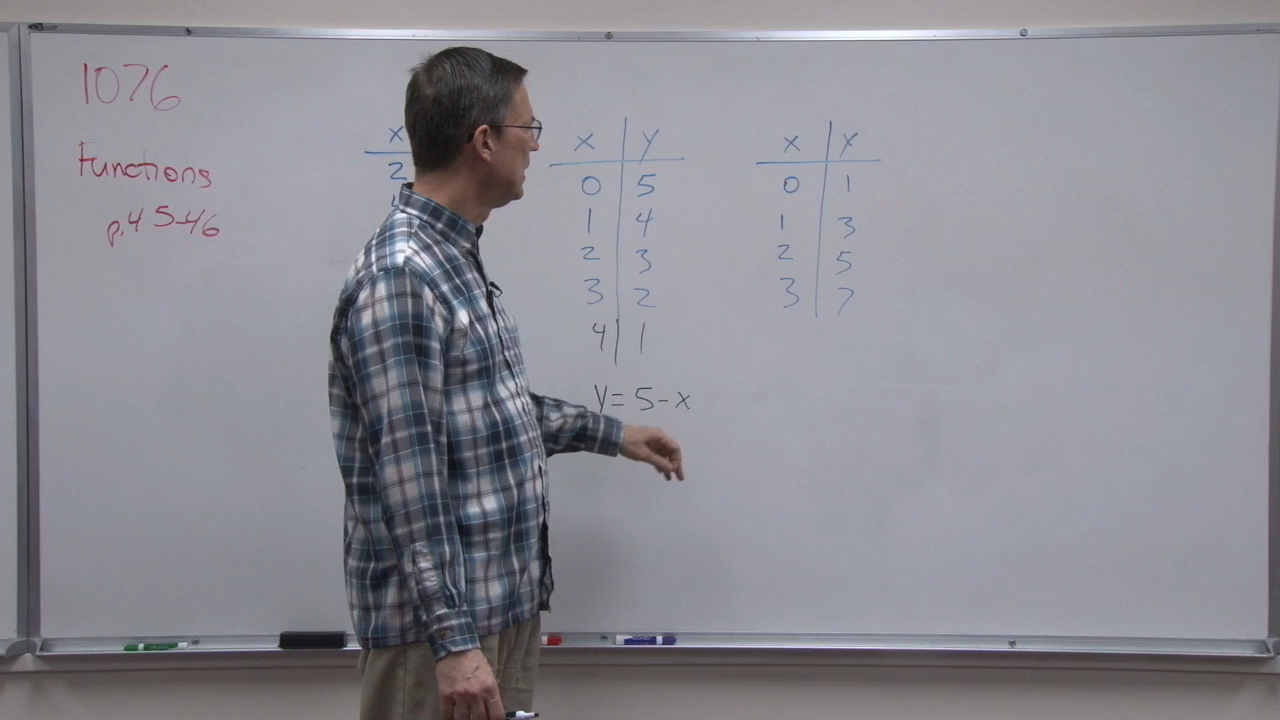 1076
Functions
p.45-46
X
2
X Y
0 5
1 4
2 3
3 2
4 1
Y = 5 - x
X Y
0 1
1 3
2 5
3 7